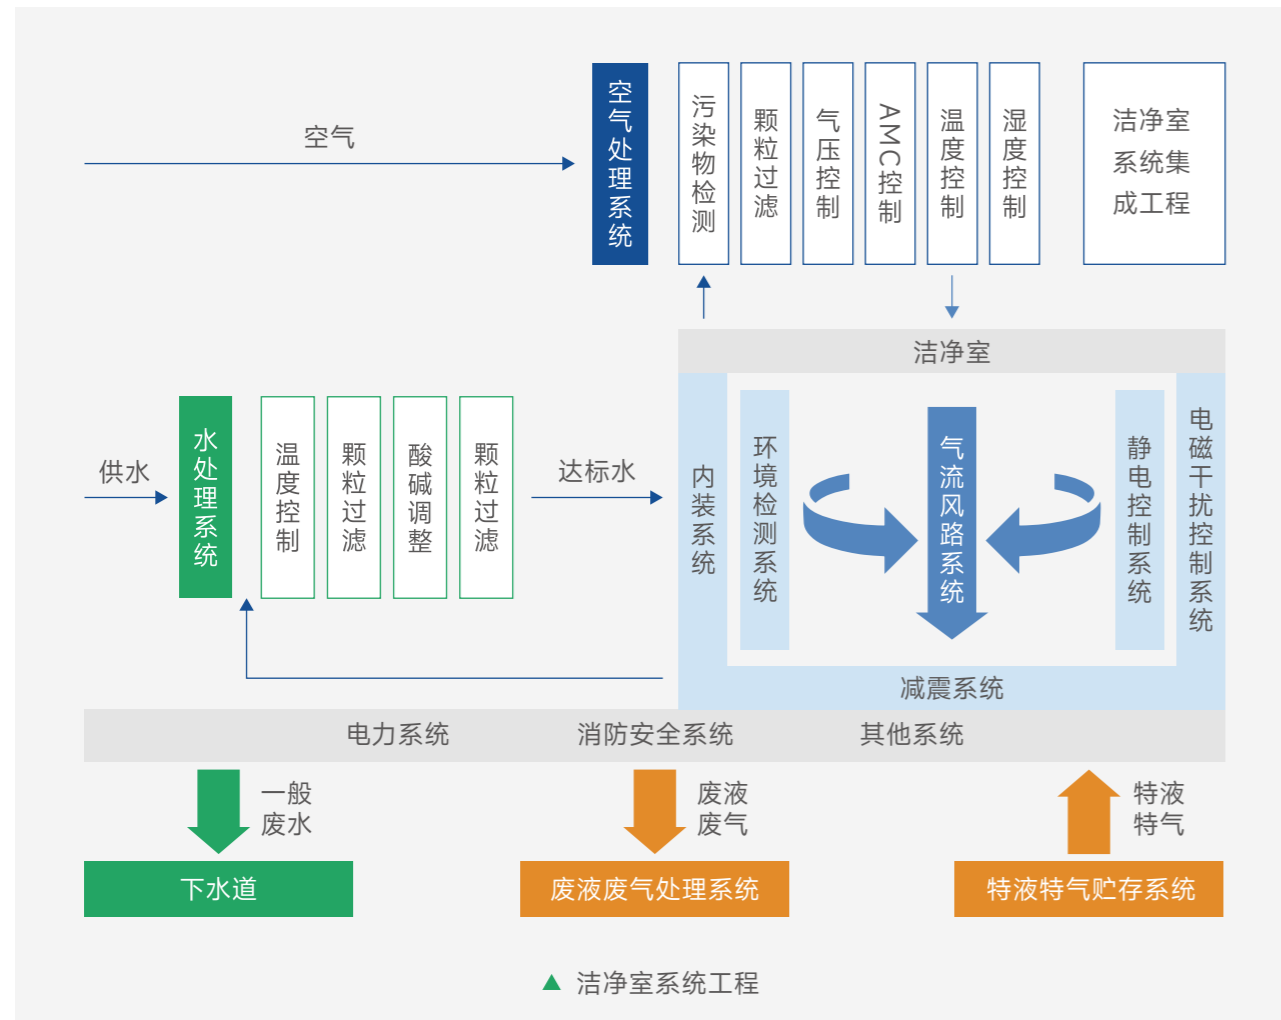 空气
空气处理系统
污染物检测
颗粒过滤
气压控制
AMC控制
温度控制
湿度控制
洁净室
系统集
成工程
洁净室
供水
水处理系统
温度控制
颗粒过滤
酸碱调整
颗粒过滤
达标水
内装系统
环境检测系统
气流风路系统
静电控制系统
电磁干扰控制系统
减震系统
电力系统
消防安全系统
其他系统
一般
废水
废液
废气
特液
特气
下水道
废液废气处理系统
特液特气贮存系统
洁净室系统工程